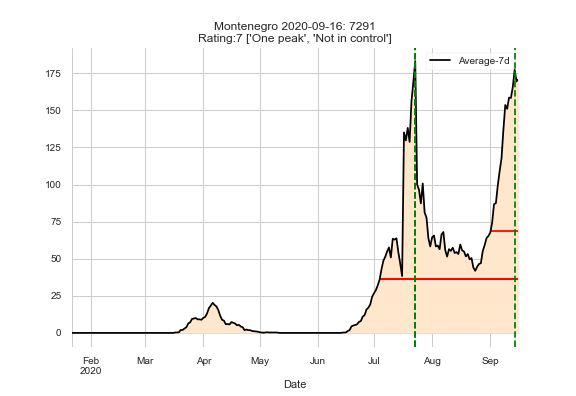 Montenegro 2020-09-16: 7291
Rating:7 ['One peak', 'Not in control']
Average-7d
175
150
125
100
75
50
25
0
Feb Mar Apr May Jun Jul Aug Sep
2020
Date